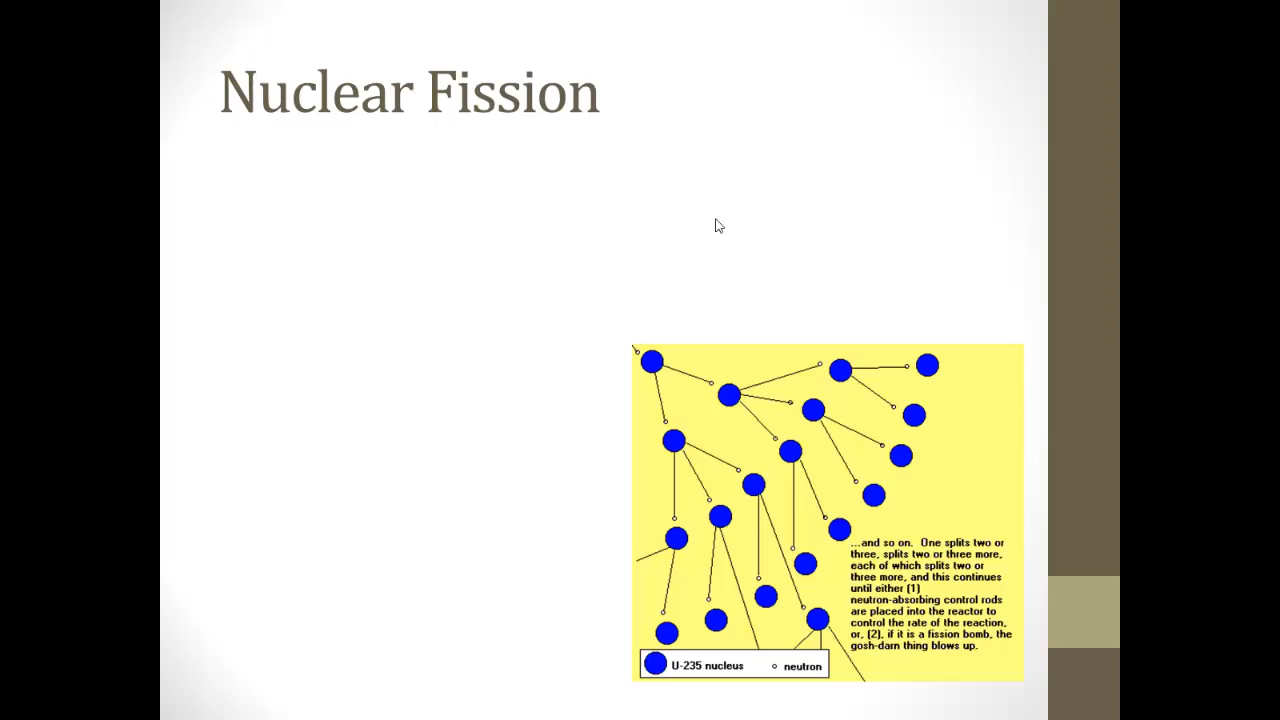 Nuclear Fission
...and so on. One splits two or
three, splits two or three more,
each of which splits two or
three more, and this continues
until either (1)
neutron-absorbing control rods
are placed into the reactor to
control the rate of the reaction,
or, (2), if it is a fission bomb, the
gosh-darn thing blows up.
U-235 nucleus neutron